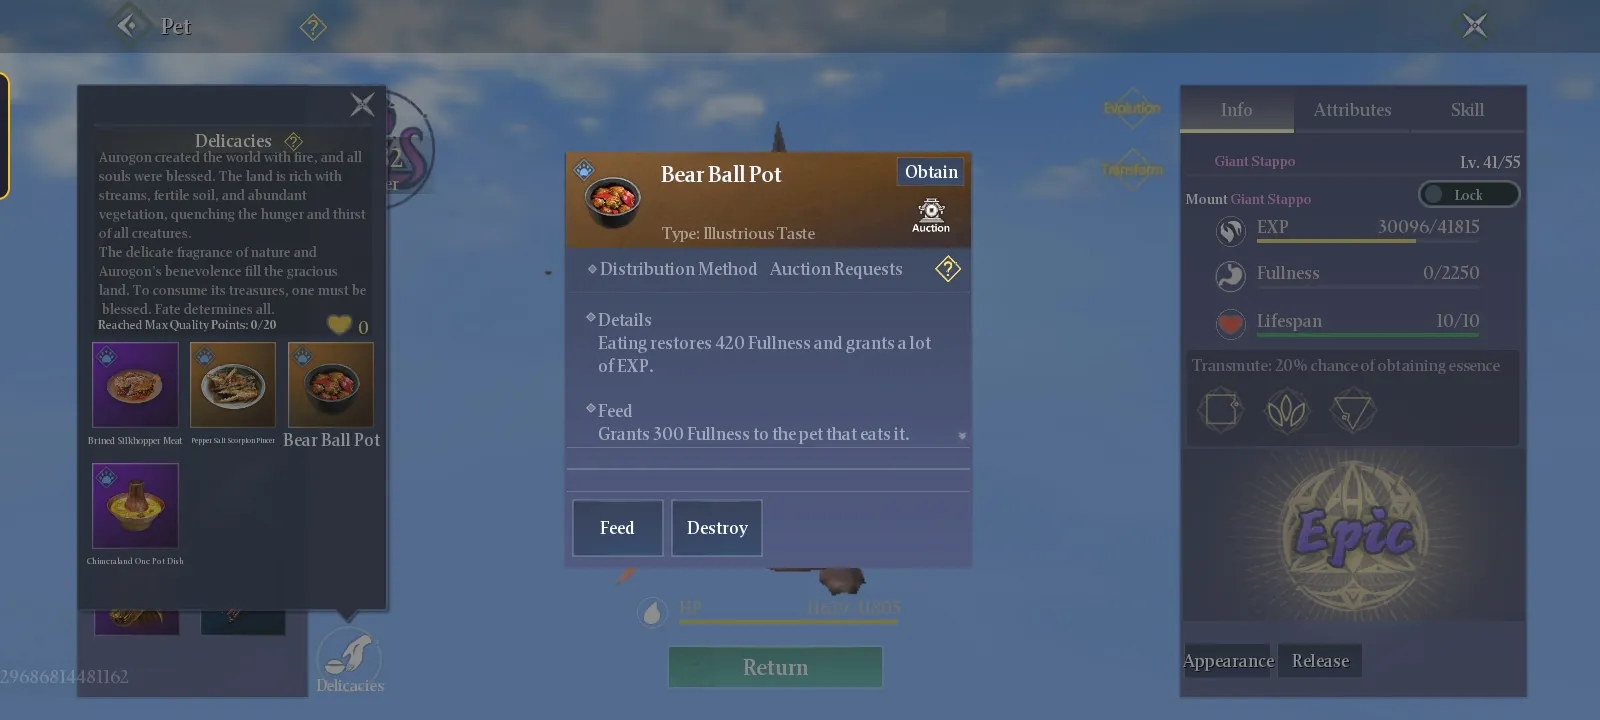 Pet
Delicacies
Aurogon created the world with fire, and all
souls were blessed. The land is rich with
streams, fertile soil, and abundant
vegetation, quenching the hunger and thirst
of all creatures.
The delicate fragrance of nature and
Aurogon's benevolence fill the gracious
land. To consume its treasures, one must be
blessed. Fate determines all.
Reached Max Quality Points: 0/20
0
Brined Silkhopper Meat
Pepper Salt Scorpion Pincer
Bear Ball Pot
Chimeraland One Pot Dish
Delicacies
29686814481162
Bear Ball Pot
Obtain
Type: Illustrious Taste
Auction
Distribution Method Auction Requests
Details
Eating restores 420 Fullness and grants a lot
of EXP.
Feed
Grants 300 Fullness to the pet that eats it.
Feed
Destroy
HP
Return
Evolution
Transform
Info
Attributes
Skill
Giant Stappo
Lv. 41/55
Mount Giant Stappo
Lock
EXP 30096/41815
Fullness 0/2250
Lifespan 10/10
Transmute: 20% chance of obtaining essence
Epic
Appearance
Release